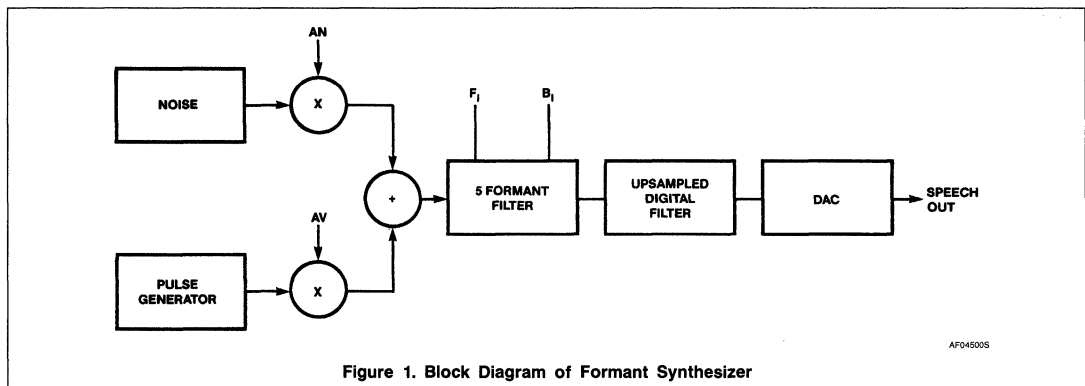 AN
NOISE
X
F_i
B_i
+
5 FORMANT
FILTER
UPSAMPLED
DIGITAL
FILTER
DAC
SPEECH
OUT
AV
PULSE
GENERATOR
X
AF04500S
Figure 1. Block Diagram of Formant Synthesizer